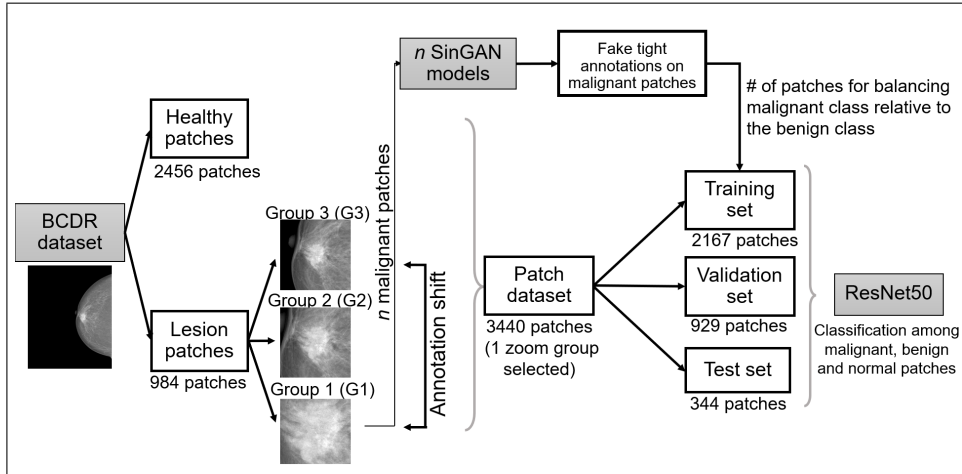 n SinGAN
models
Fake tight
annotations on
malignant patches
# of patches for balancing
malignant class relative to
the benign class
Healthy
patches
2456 patches
BCDR
dataset
Lesion
patches
984 patches
Group 3 (G3)
Group 2 (G2)
Group 1 (G1)
n malignant patches
Annotation shift
Patch
dataset
3440 patches
(1 zoom group
selected)
Training
set
2167 patches
Validation
set
929 patches
Test set
344 patches
ResNet50
Classification among
malignant, benign
and normal patches